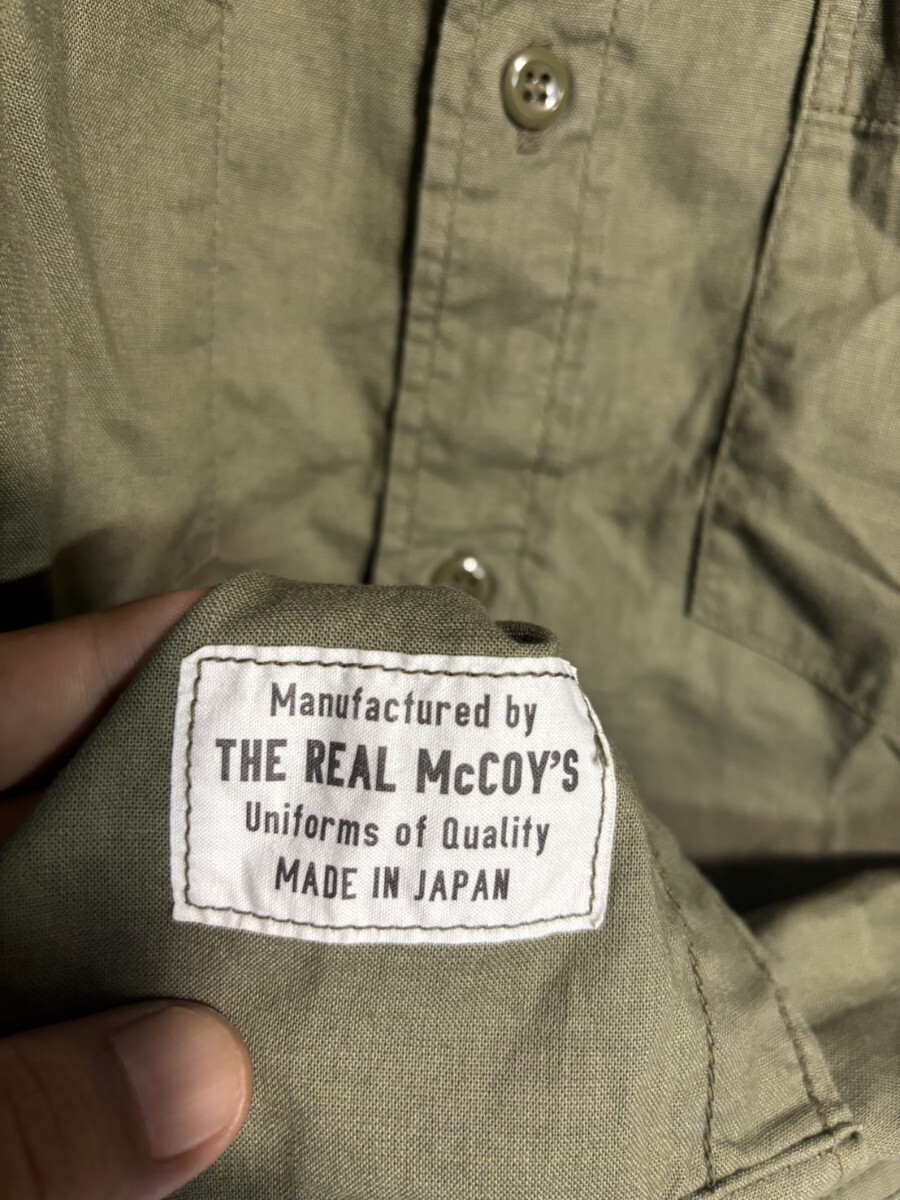 Manufactured by
THE REAL McCOY'S
Uniforms of Quality
MADE IN JAPAN